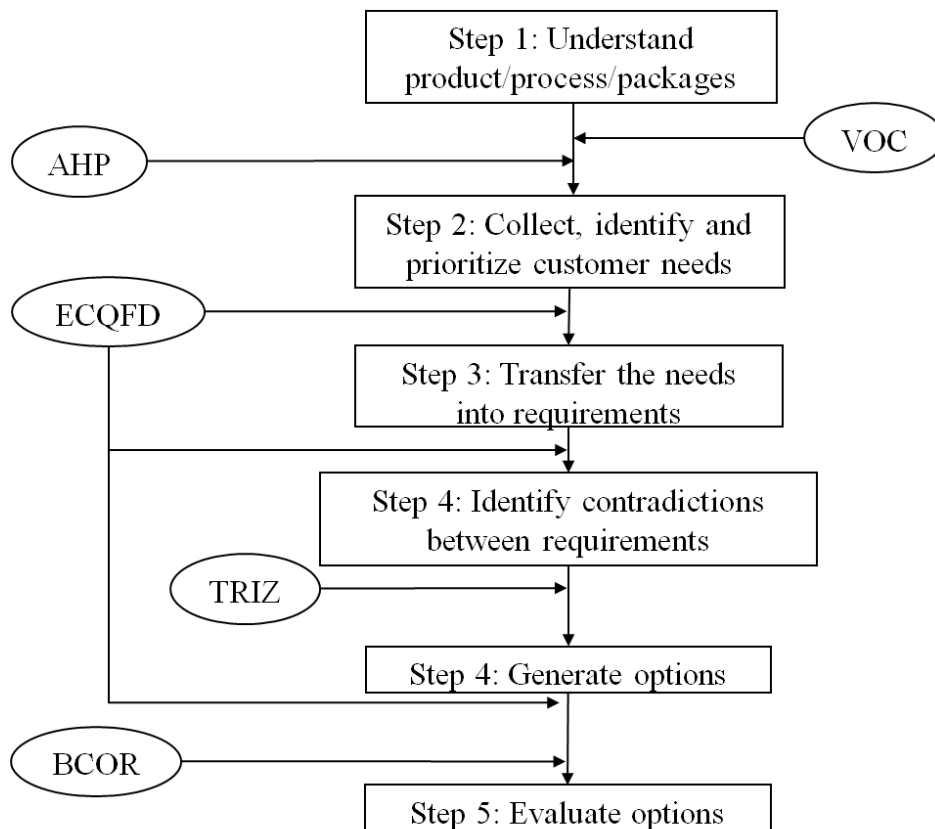 Step 1: Understand
product/process/packages
VOC
AHP
Step 2: Collect, identify and
prioritize customer needs
ECQFD
Step 3: Transfer the needs
into requirements
Step 4: Identify contradictions
between requirements
TRIZ
Step 4: Generate options
BCOR
Step 5: Evaluate options